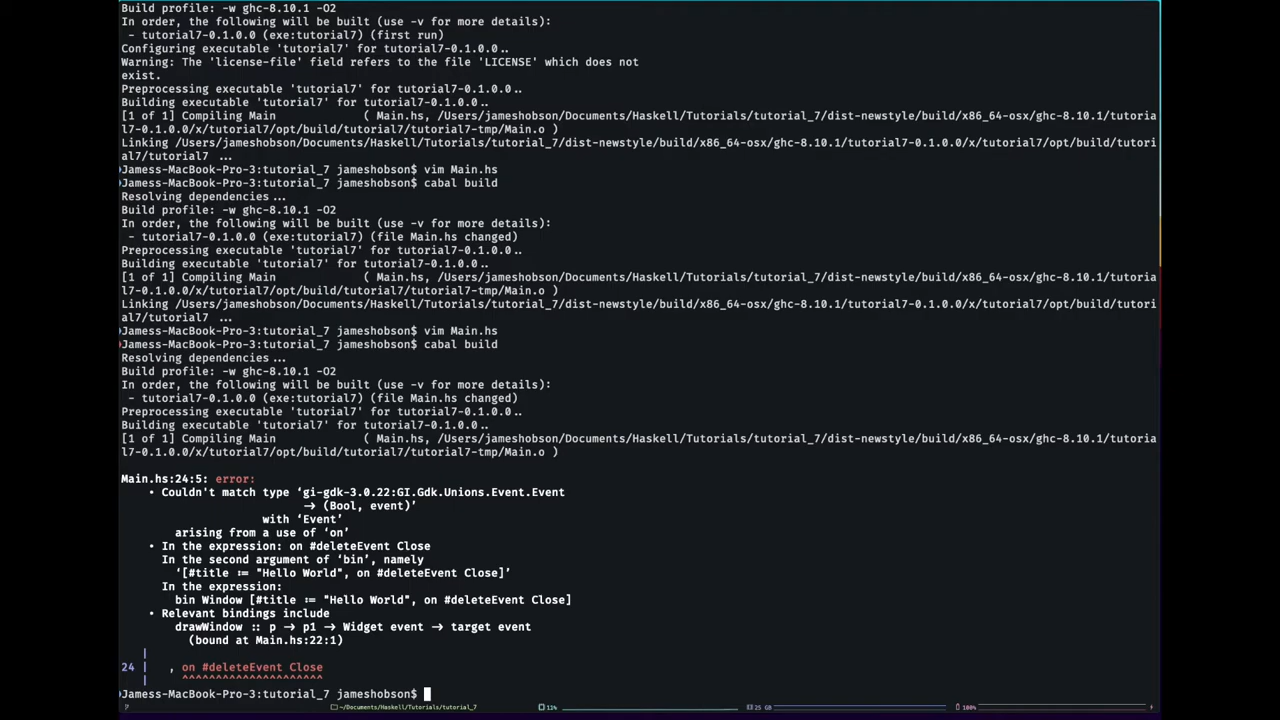 Build profile: -w ghc-8.10.1 -O2
In order, the following will be built (use -v for more details):
 - tutorial7-0.1.0.0 (exe:tutorial7) (first run)
Configuring executable 'tutorial7' for tutorial7-0.1.0.0..
Warning: The 'license-file' field refers to the file 'LICENSE' which does not
exist.
Preprocessing executable 'tutorial7' for tutorial7-0.1.0.0..
Building executable 'tutorial7' for tutorial7-0.1.0.0..
[1 of 1] Compiling Main             ( Main.hs, /Users/jameshobson/Documents/Haskell/Tutorials/tutorial_7/dist-newstyle/build/x86_64-osx/ghc-8.10.1/tutoria
l7-0.1.0.0/x/tutorial7/opt/build/tutorial7/tutorial7-tmp/Main.o )
Linking /Users/jameshobson/Documents/Haskell/Tutorials/tutorial_7/dist-newstyle/build/x86_64-osx/ghc-8.10.1/tutorial7-0.1.0.0/x/tutorial7/opt/build/tutori
al7/tutorial7 ...
Jamess-MacBook-Pro-3:tutorial_7 jameshobson$ vim Main.hs
Jamess-MacBook-Pro-3:tutorial_7 jameshobson$ cabal build
Resolving dependencies...
Build profile: -w ghc-8.10.1 -O2
In order, the following will be built (use -v for more details):
 - tutorial7-0.1.0.0 (exe:tutorial7) (file Main.hs changed)
Preprocessing executable 'tutorial7' for tutorial7-0.1.0.0..
Building executable 'tutorial7' for tutorial7-0.1.0.0..
[1 of 1] Compiling Main             ( Main.hs, /Users/jameshobson/Documents/Haskell/Tutorials/tutorial_7/dist-newstyle/build/x86_64-osx/ghc-8.10.1/tutoria
l7-0.1.0.0/x/tutorial7/opt/build/tutorial7/tutorial7-tmp/Main.o )
Linking /Users/jameshobson/Documents/Haskell/Tutorials/tutorial_7/dist-newstyle/build/x86_64-osx/ghc-8.10.1/tutorial7-0.1.0.0/x/tutorial7/opt/build/tutori
al7/tutorial7 ...
Jamess-MacBook-Pro-3:tutorial_7 jameshobson$ vim Main.hs
Jamess-MacBook-Pro-3:tutorial_7 jameshobson$ cabal build
Resolving dependencies...
Build profile: -w ghc-8.10.1 -O2
In order, the following will be built (use -v for more details):
 - tutorial7-0.1.0.0 (exe:tutorial7) (file Main.hs changed)
Preprocessing executable 'tutorial7' for tutorial7-0.1.0.0..
Building executable 'tutorial7' for tutorial7-0.1.0.0..
[1 of 1] Compiling Main             ( Main.hs, /Users/jameshobson/Documents/Haskell/Tutorials/tutorial_7/dist-newstyle/build/x86_64-osx/ghc-8.10.1/tutoria
l7-0.1.0.0/x/tutorial7/opt/build/tutorial7/tutorial7-tmp/Main.o )
Main.hs:24:5: error:
    • Couldn't match type ‘gi-gdk-3.0.22:GI.Gdk.Unions.Event.Event
                           -> (Bool, event)’
                     with ‘Event’
        arising from a use of ‘on’
    • In the expression: on #deleteEvent Close
      In the second argument of ‘bin’, namely
        ‘[#title := "Hello World", on #deleteEvent Close]’
      In the expression:
        bin Window [#title := "Hello World", on #deleteEvent Close]
    • Relevant bindings include
        drawWindow :: p -> p1 -> Widget event -> target event
          (bound at Main.hs:22:1)
   |
24 |   , on #deleteEvent Close
   |     ^^^^^^^^^^^^^^^^^^^^^
Jamess-MacBook-Pro-3:tutorial_7 jameshobson$
~/Documents/Haskell/Tutorials/tutorial_7 11% 25 GB 100%